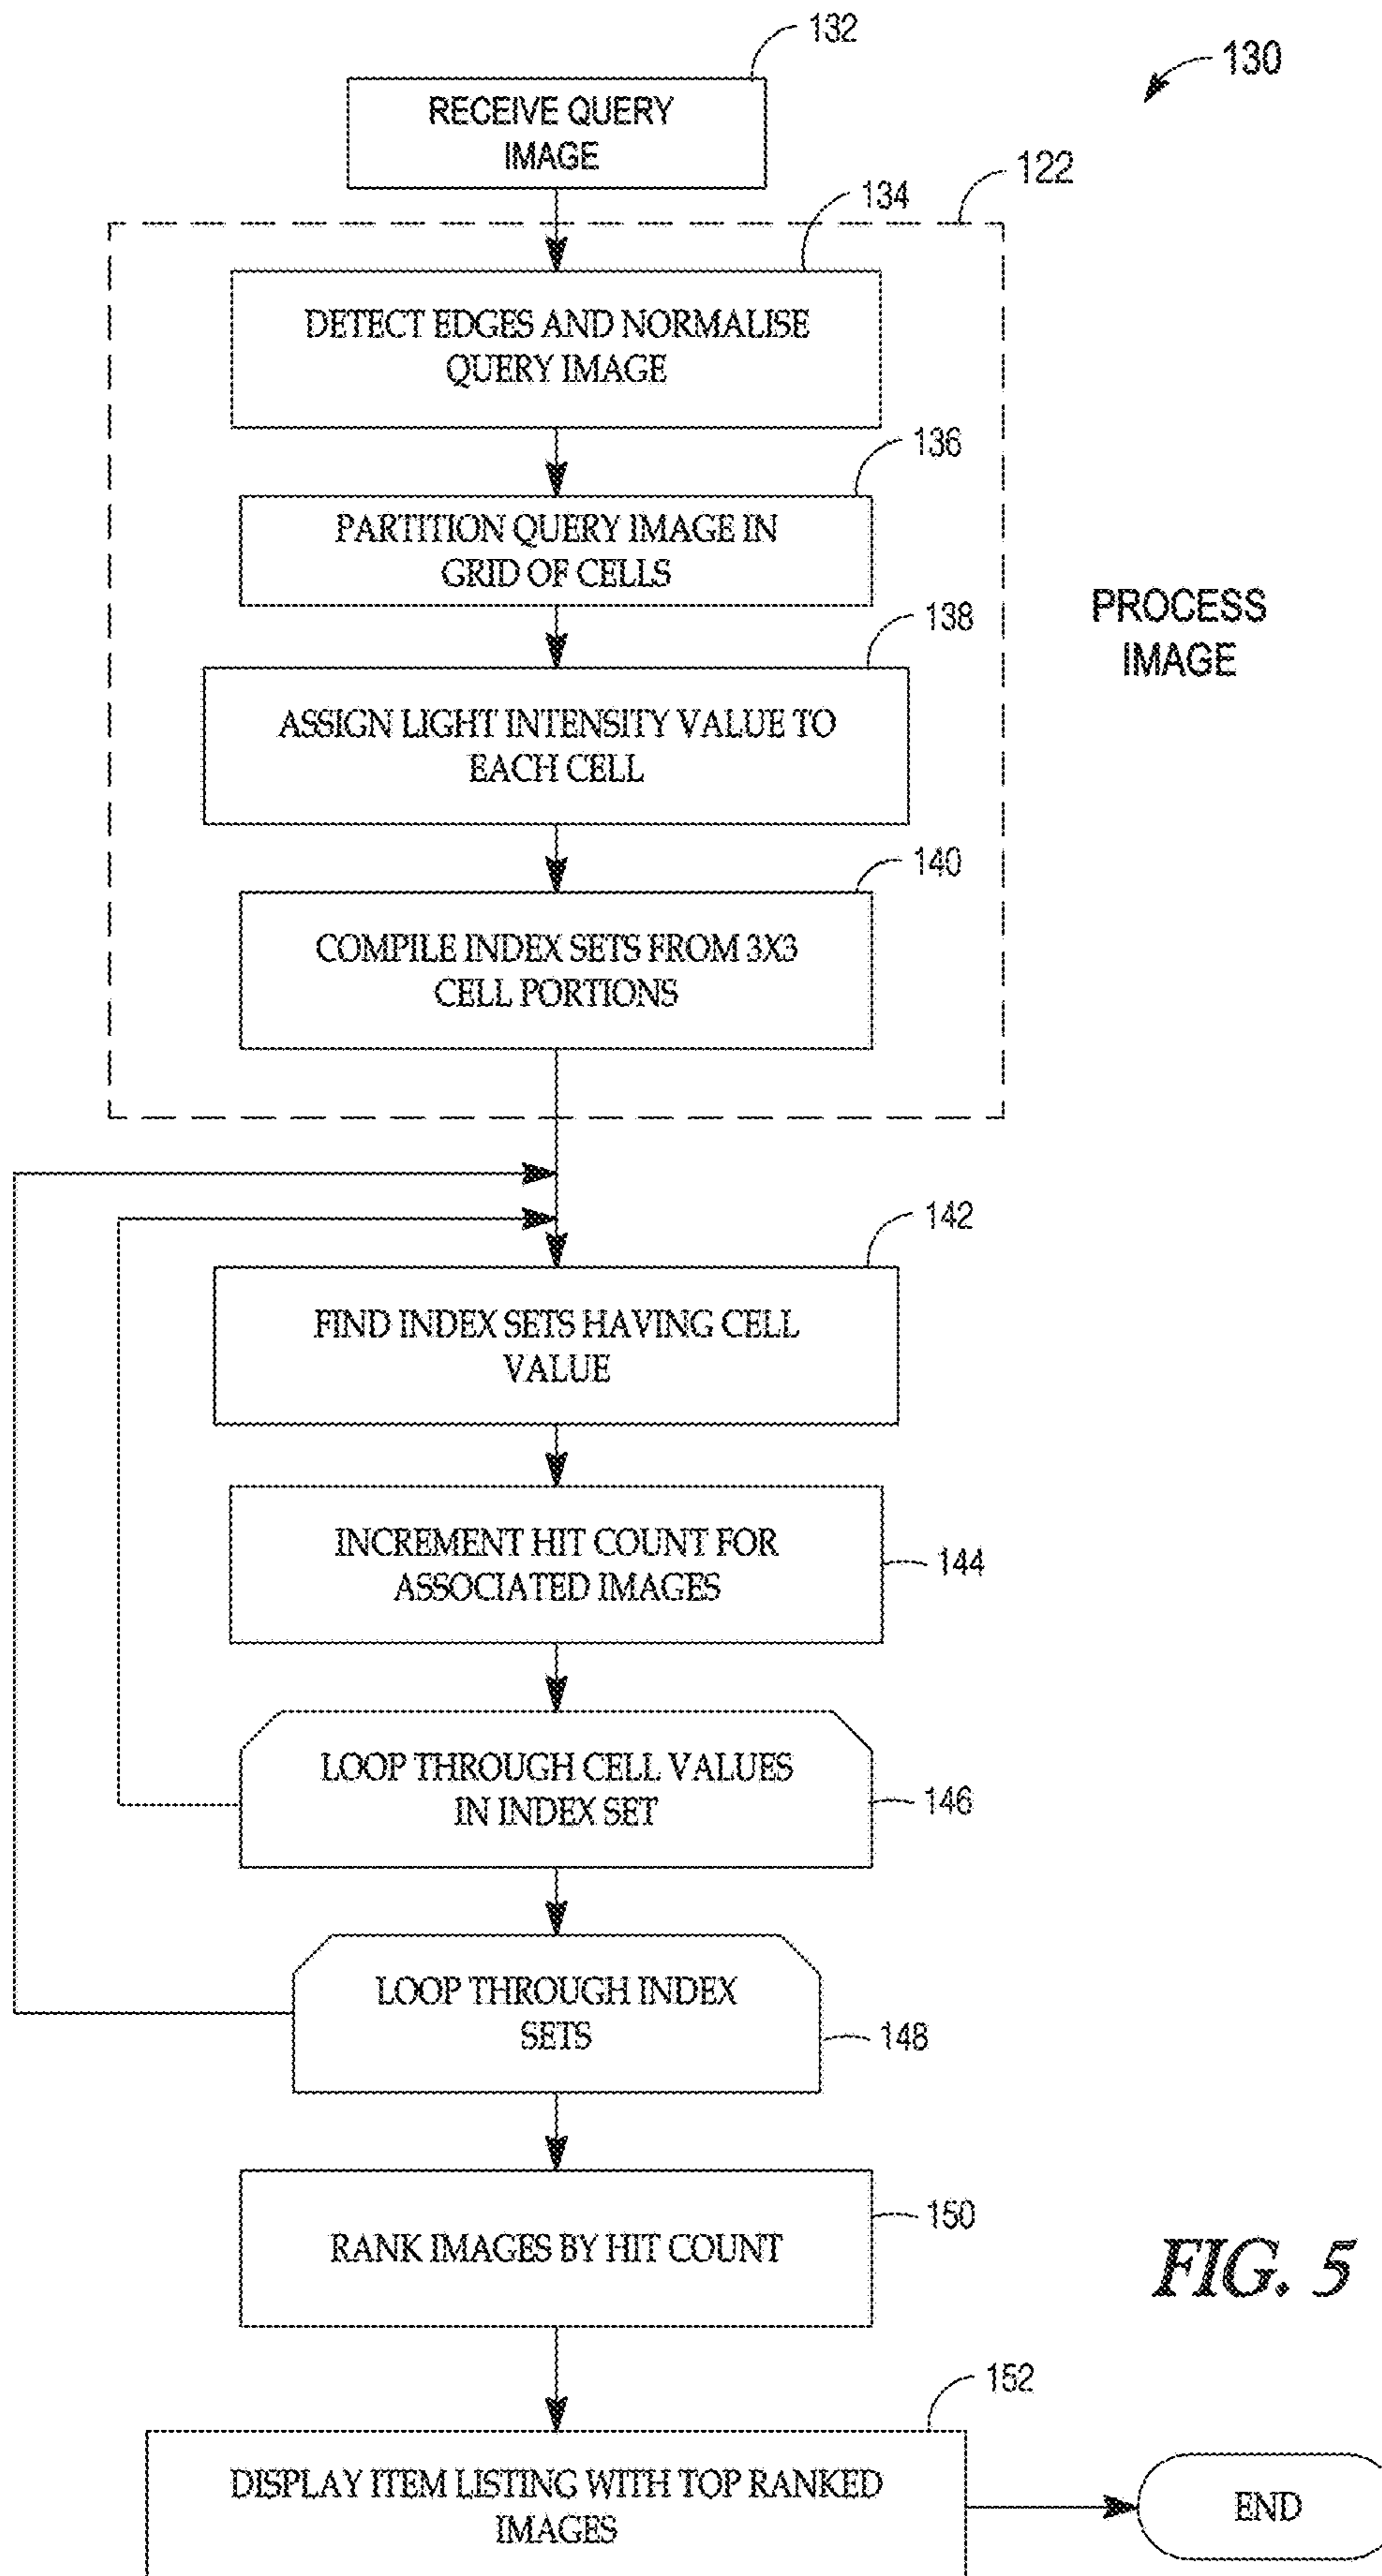 132
130
RECEIVE QUERY
IMAGE
122
134
DETECT EDGES AND NORMALISE
QUERY IMAGE
136
PARTITION QUERY IMAGE IN
GRID OF CELLS
PROCESS
IMAGE
138
ASSIGN LIGHT INTENSITY VALUE TO
EACH CELL
140
COMPILE INDEX SETS FROM 3X3
CELL PORTIONS
142
FIND INDEX SETS HAVING CELL
VALUE
INCREMENT HIT COUNT FOR
ASSOCIATED IMAGES
144
LOOP THROUGH CELL VALUES
IN INDEX SET
146
LOOP THROUGH INDEX
SETS
148
150
RANK IMAGES BY HIT COUNT
FIG. 5
152
DISPLAY ITEM LISTING WITH TOP RANKED
IMAGES
END